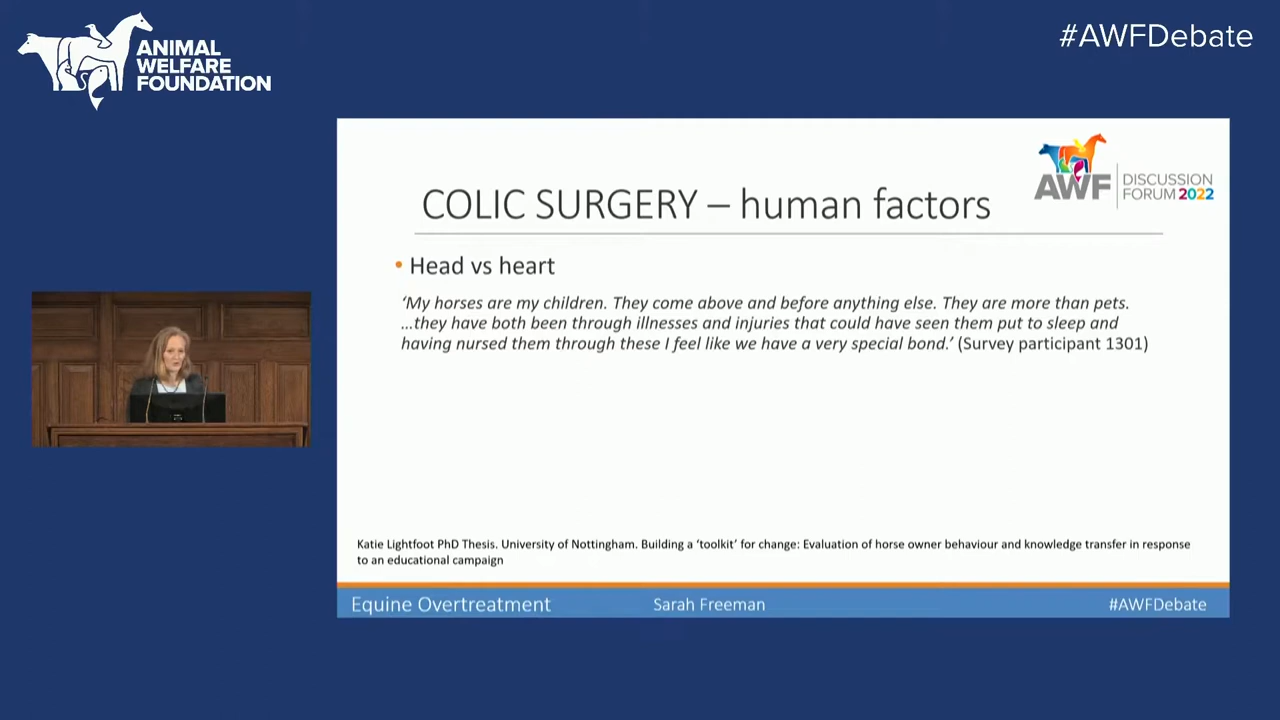 ANIMAL
WELFARE
FOUNDATION
#AWFDebate
AWF
DISCUSSION
FORUM 2022
COLIC SURGERY – human factors
• Head vs heart
‘My horses are my children. They come above and before anything else. They are more than pets.
…they have both been through illnesses and injuries that could have seen them put to sleep and
having nursed them through these I feel like we have a very special bond.’ (Survey participant 1301)
Katie Lightfoot PhD Thesis. University of Nottingham. Building a ‘toolkit’ for change: Evaluation of horse owner behaviour and knowledge transfer in response
to an educational campaign
Equine Overtreatment
Sarah Freeman
#AWFDebate